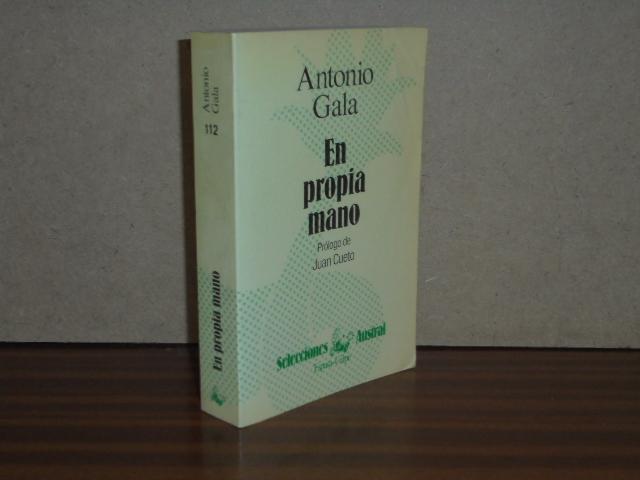 Antonio
Gala
112
En propia mano
Antonio
Gala
En
propia
mano
Prólogo de
Juan Cueto
Selecciones Austral
Espasa-Calpe